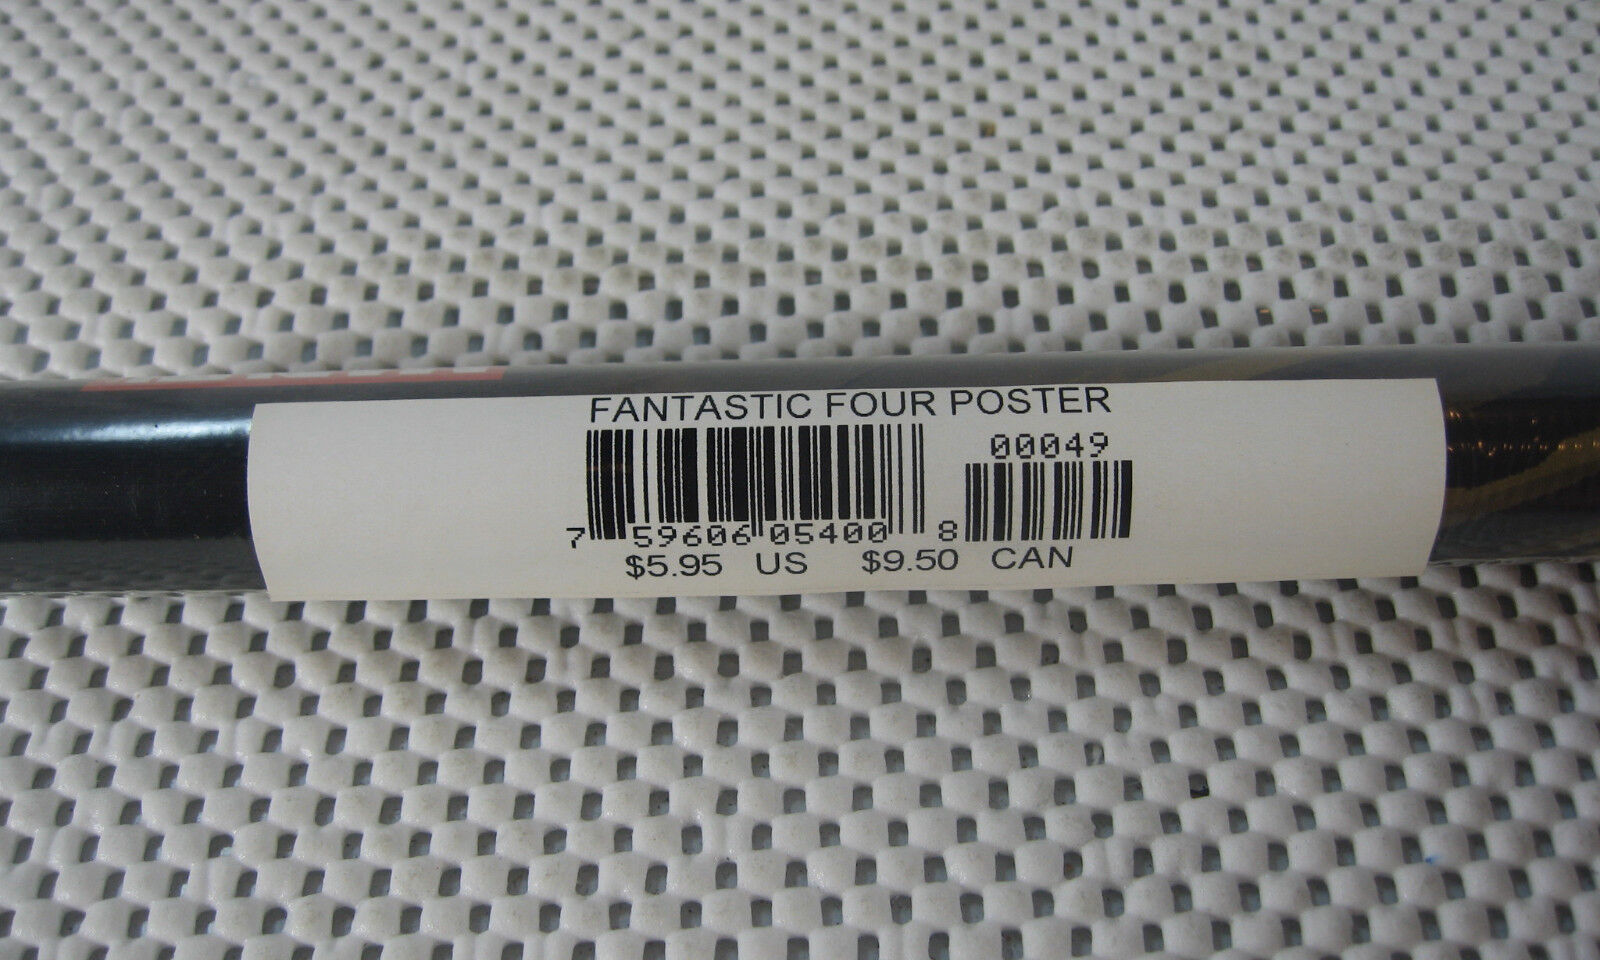 FANTASTIC FOUR POSTER
00049
7 59606 05400 8
$5.95 US $9.50 CAN